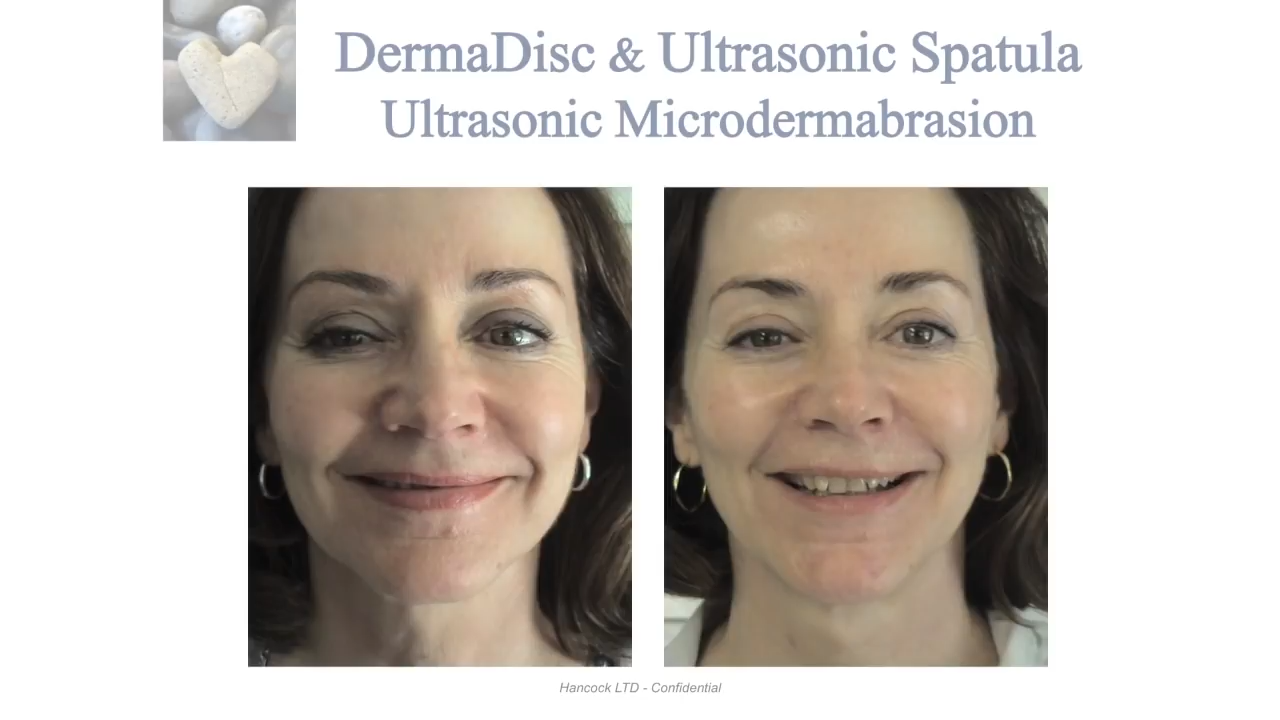 DermaDisc & Ultrasonic Spatula
Ultrasonic Microdermabrasion
Hancock LTD - Confidential